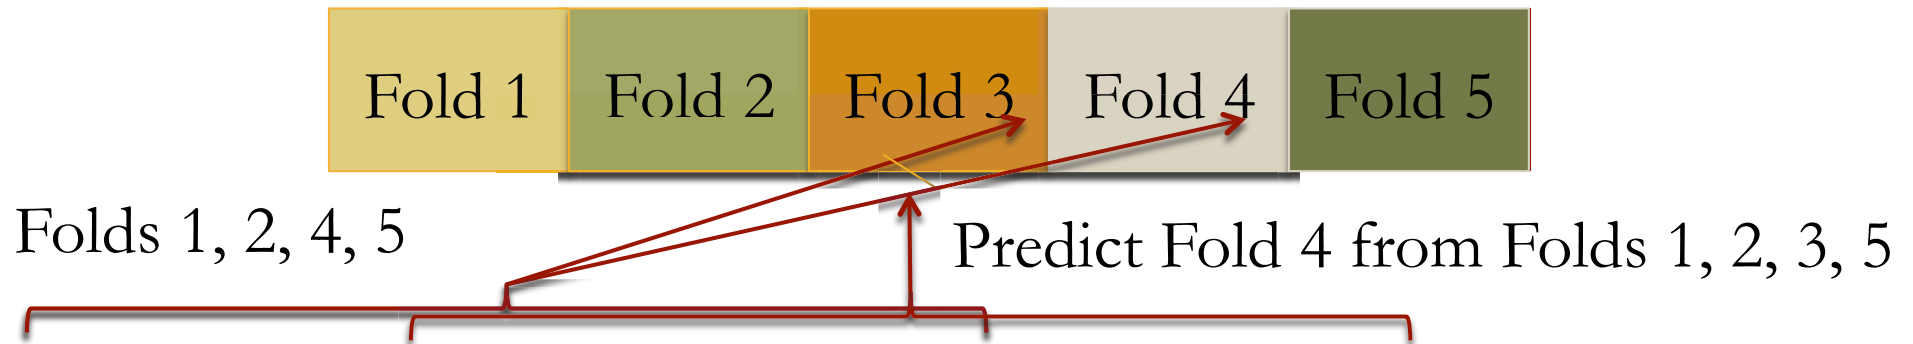 Fold 1 Fold 2 Fold 3 Fold 4 Fold 5
Folds 1, 2, 4, 5
Predict Fold 4 from Folds 1, 2, 3, 5